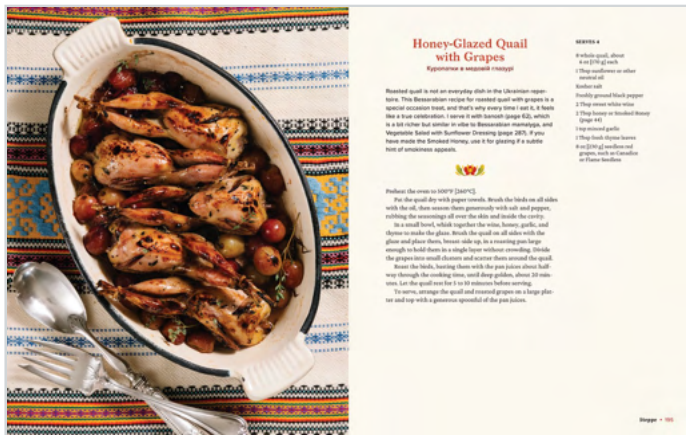 Honey-Glazed Quail
with Grapes
Куропатки в медовій глазурі
Roasted quail is not an everyday dish in the Ukrainian reper-
toire. This Bessarabian recipe for roasted quail with grapes is a
special occasion treat, and that's why every time I eat it, it feels
like a true celebration. I serve it with banosh (page 62), which
is a bit richer but similar in vibe to Bessarabian mamalyga, and
Vegetable Salad with Sunflower Dressing (page 287). If you
have made the Smoked Honey, use it for glazing if a subtle
hint of smokiness appeals.
Preheat the oven to 500°F [260°C].
Pat the quail dry with paper towels. Brush the birds on all sides
with the oil, then season them generously with salt and pepper,
rubbing the seasonings all over the skin and inside the cavity.
In a small bowl, whisk together the wine, honey, garlic, and
thyme to make the glaze. Brush the quail on all sides with the
glaze and place them, breast-side up, in a roasting pan large
enough to hold them in a single layer without crowding. Divide
the grapes into small clusters and scatter them around the quail.
Roast the birds, basting them with the pan juices about half-
way through the cooking time, until deep golden, about 20 min-
utes. Let the quail rest for 5 to 10 minutes before serving.
To serve, arrange the quail and roasted grapes on a large plat-
ter and top with a generous spoonful of the pan juices.
SERVES 4
8 whole quail, about
6 oz [170 g] each
1 Tbsp sunflower or other
neutral oil
Kosher salt
Freshly ground black pepper
2 Tbsp sweet white wine
2 Tbsp honey or Smoked Honey
(page 44)
1 tsp minced garlic
1 Tbsp fresh thyme leaves
8 oz [230 g] seedless red
grapes, such as Canadice
or Flame Seedless
Steppe •